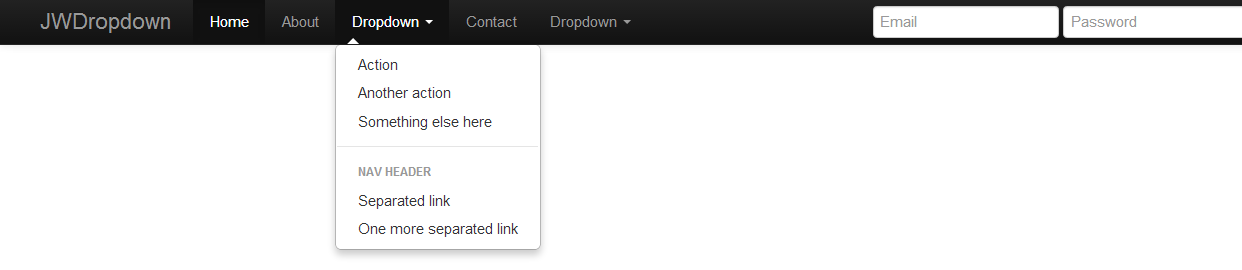 JWDropdown Home About Dropdown Contact Dropdown Email Password
Action
Another action
Something else here
NAV HEADER
Separated link
One more separated link